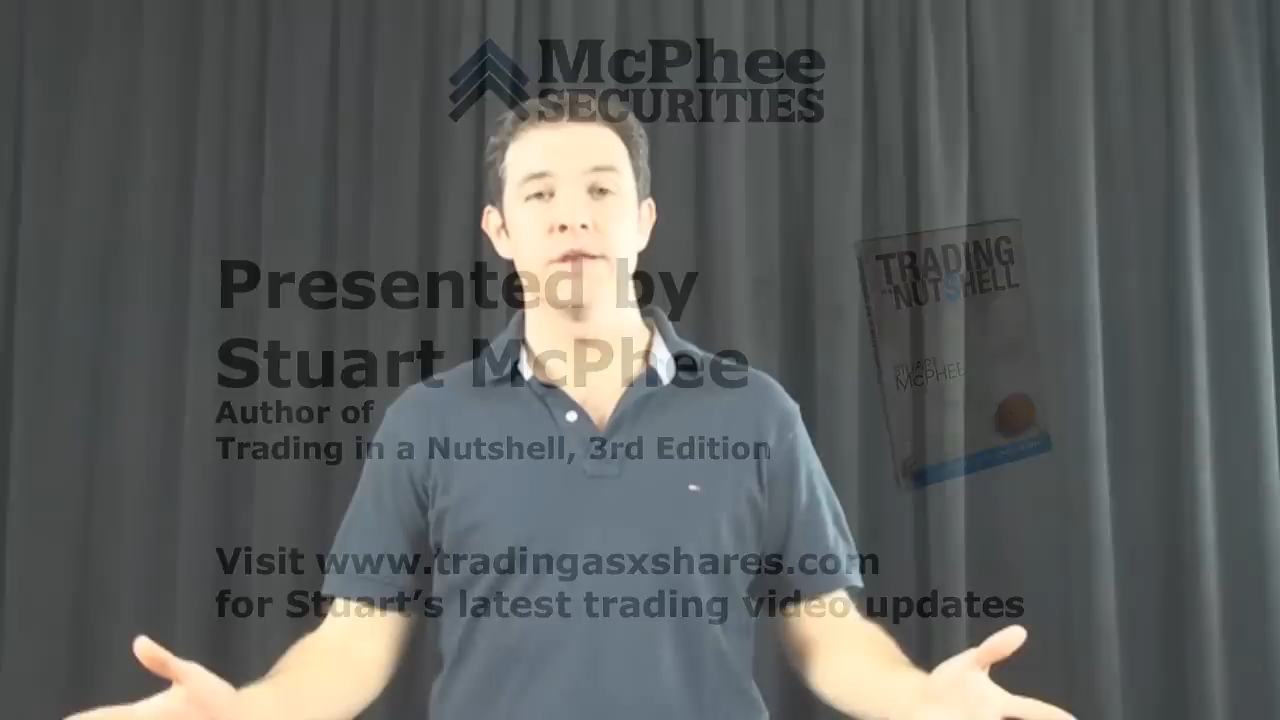 McPhee
SECURITIES
Presented by
Stuart McPhee
Author of
Trading in a Nutshell, 3rd Edition
TRADING
NUTSHELL
STUART
MCPHEE
Visit www.tradingasxshares.com
for Stuart's latest trading video updates